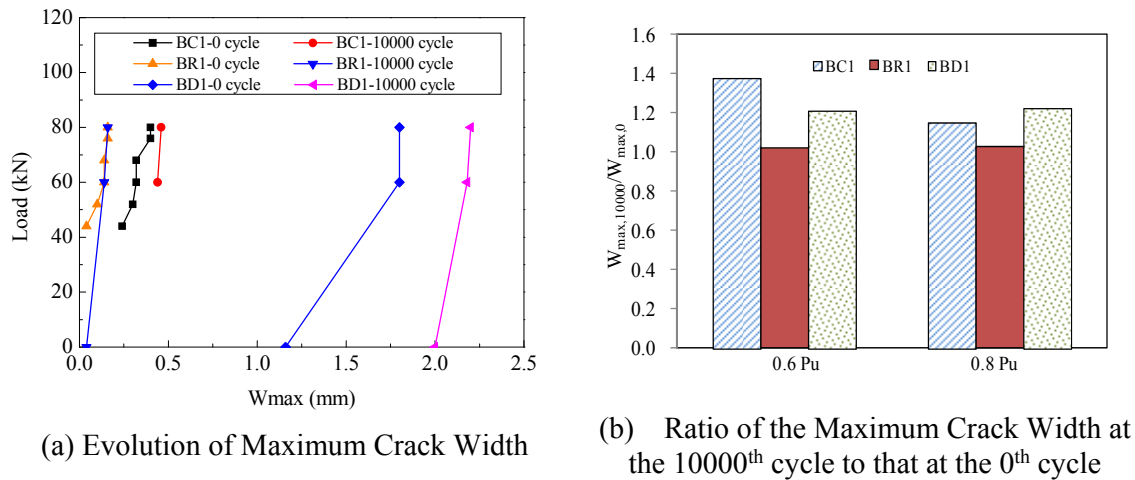 120
100
80
60
40
20
0
Load (kN)
BC1-0 cycle
BC1-10000 cycle
BR1-0 cycle
BR1-10000 cycle
BD1-0 cycle
BD1-10000 cycle
0.0 0.5 1.0 1.5 2.0 2.5
Wmax (mm)
(a) Evolution of Maximum Crack Width
1.6
1.4
1.2
1.0
0.8
0.6
0.4
0.2
0.0
Wmax,10000/Wmax,0
BC1 BR1 BD1
0.6 Pu 0.8 Pu
(b) Ratio of the Maximum Crack Width at
the 10000th cycle to that at the 0th cycle